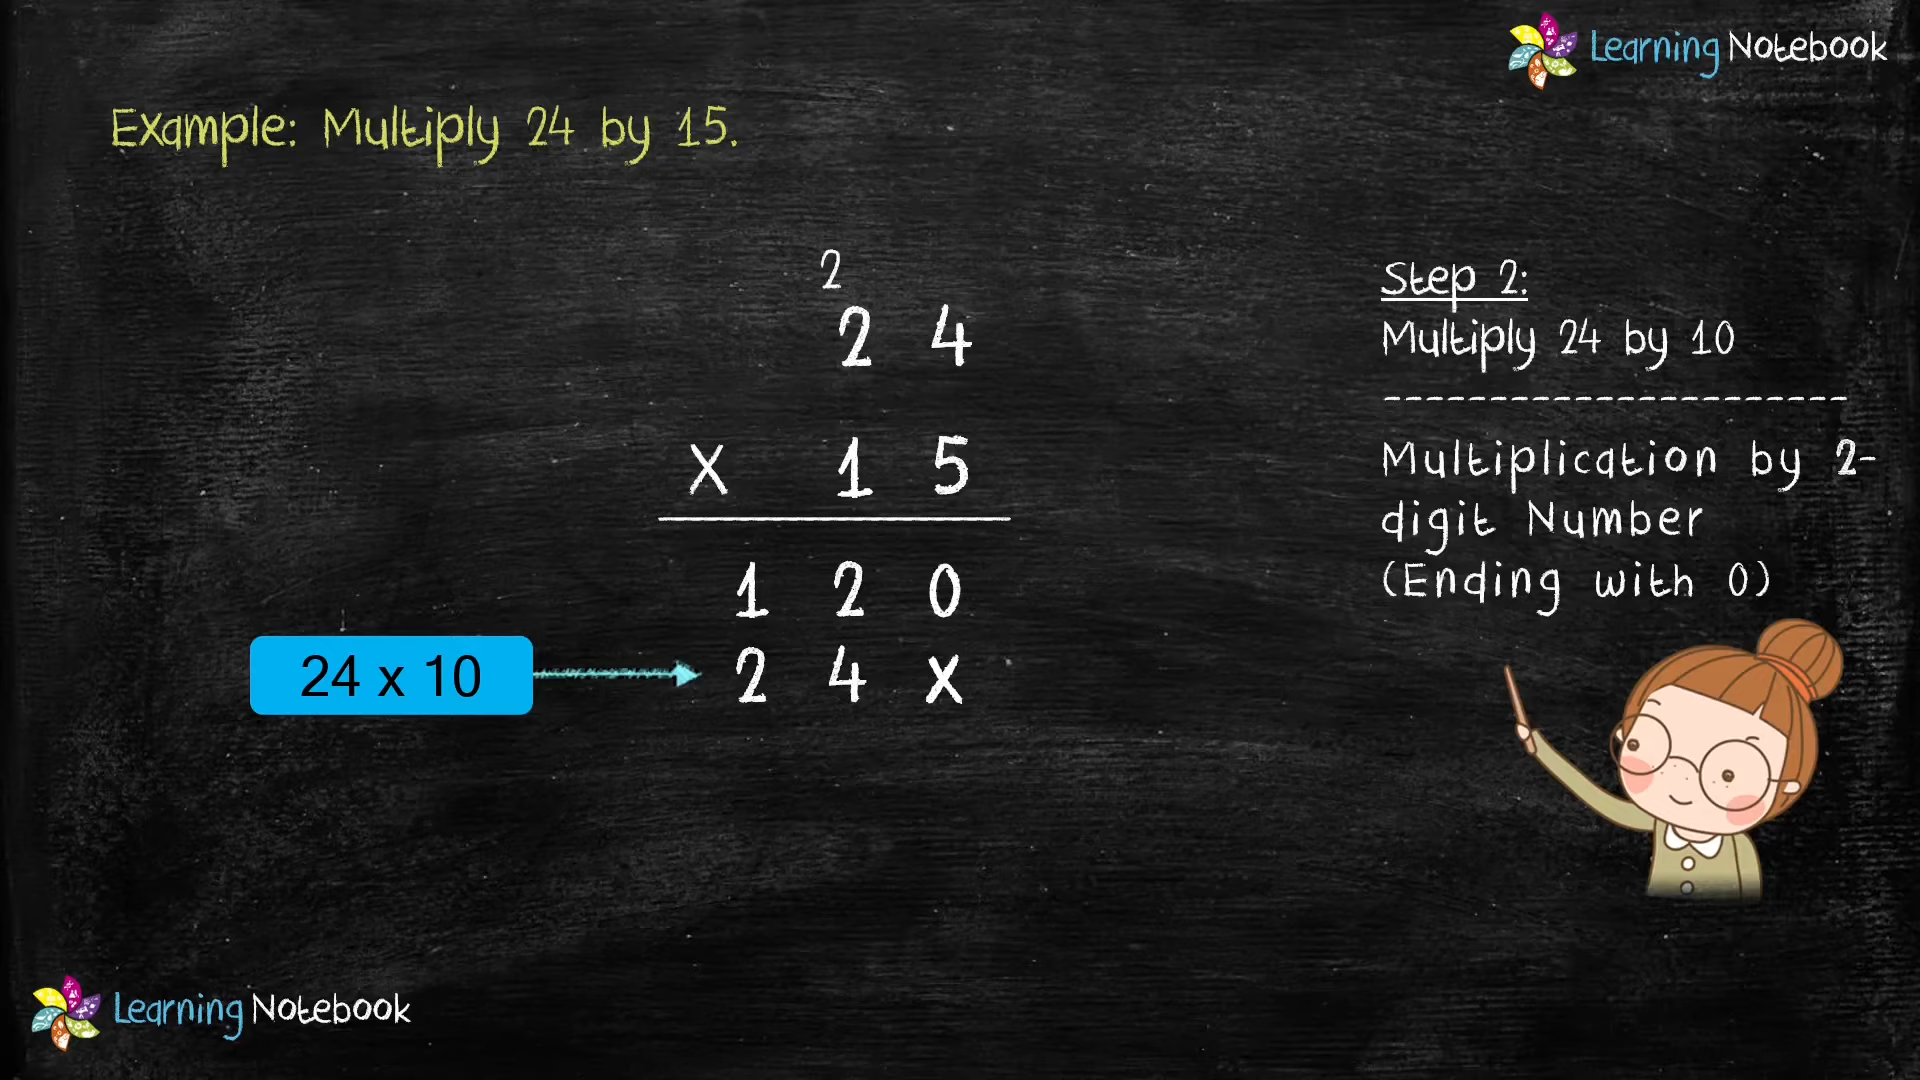 Learning Notebook
Example: Multiply 24 by 15.
2
2 4
X 1 5
1 2 0
24 x 10
2 4 X
Step 2:
Multiply 24 by 10
----------------------
Multiplication by 2-
digit Number
(Ending with 0)
Learning Notebook